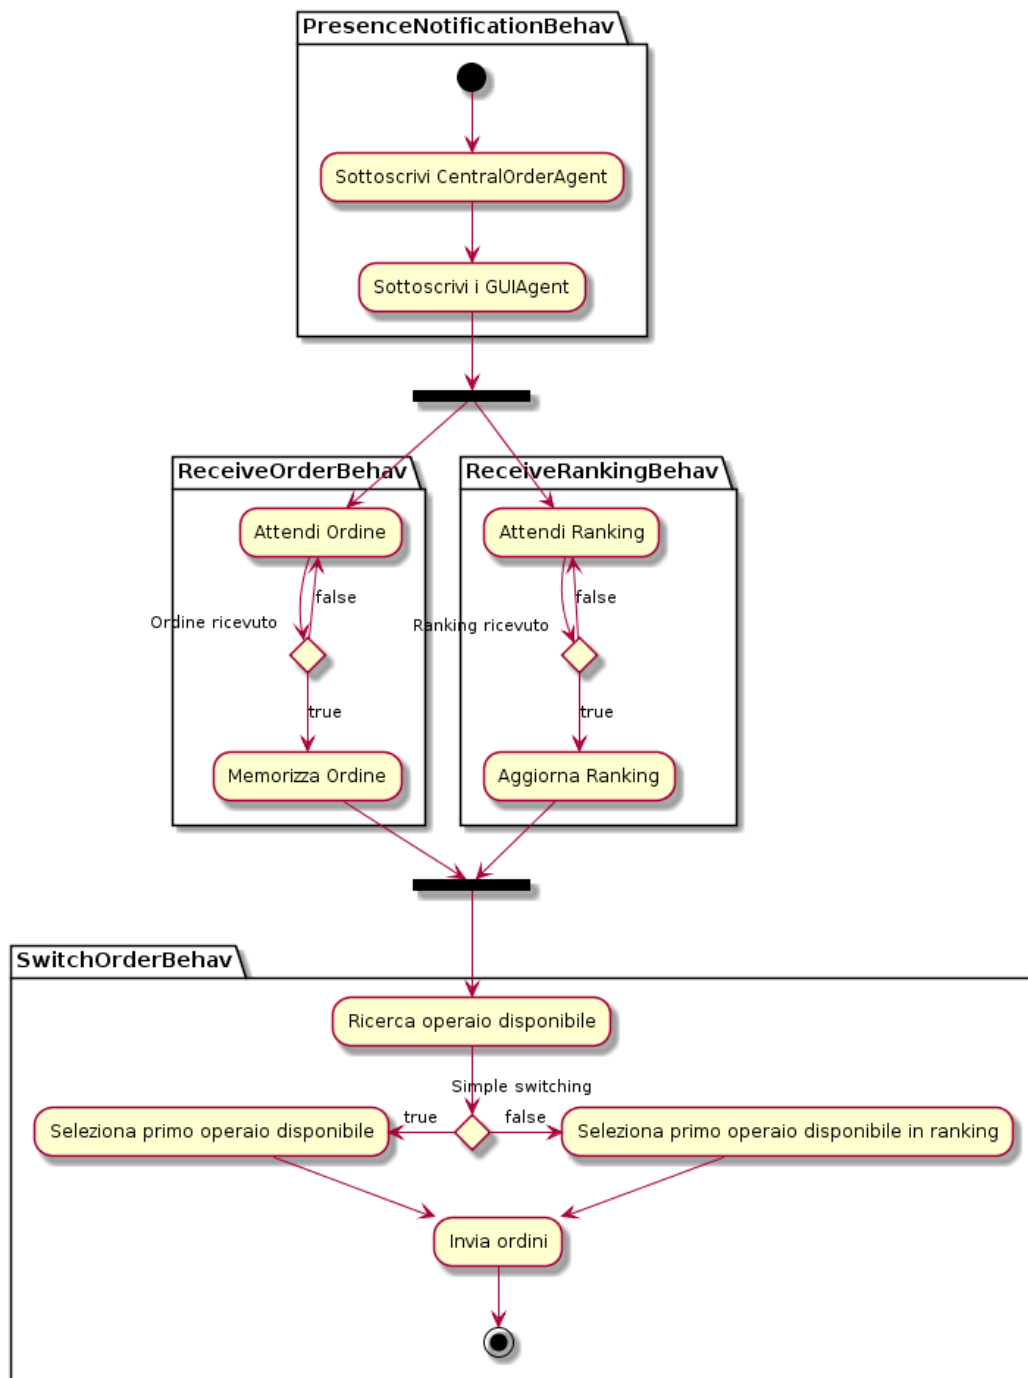 PresenceNotificationBehav
Sottoscrivi CentralOrderAgent
Sottoscrivi i GUIAgent
ReceiveOrderBehav
ReceiveRankingBehav
Attendi Ordine
Attendi Ranking
false
false
Ordine ricevuto
Ranking ricevuto
true
true
Memorizza Ordine
Aggiorna Ranking
SwitchOrderBehav
Ricerca operaio disponibile
Simple switching
true
false
Seleziona primo operaio disponibile
Seleziona primo operaio disponibile in ranking
Invia ordini